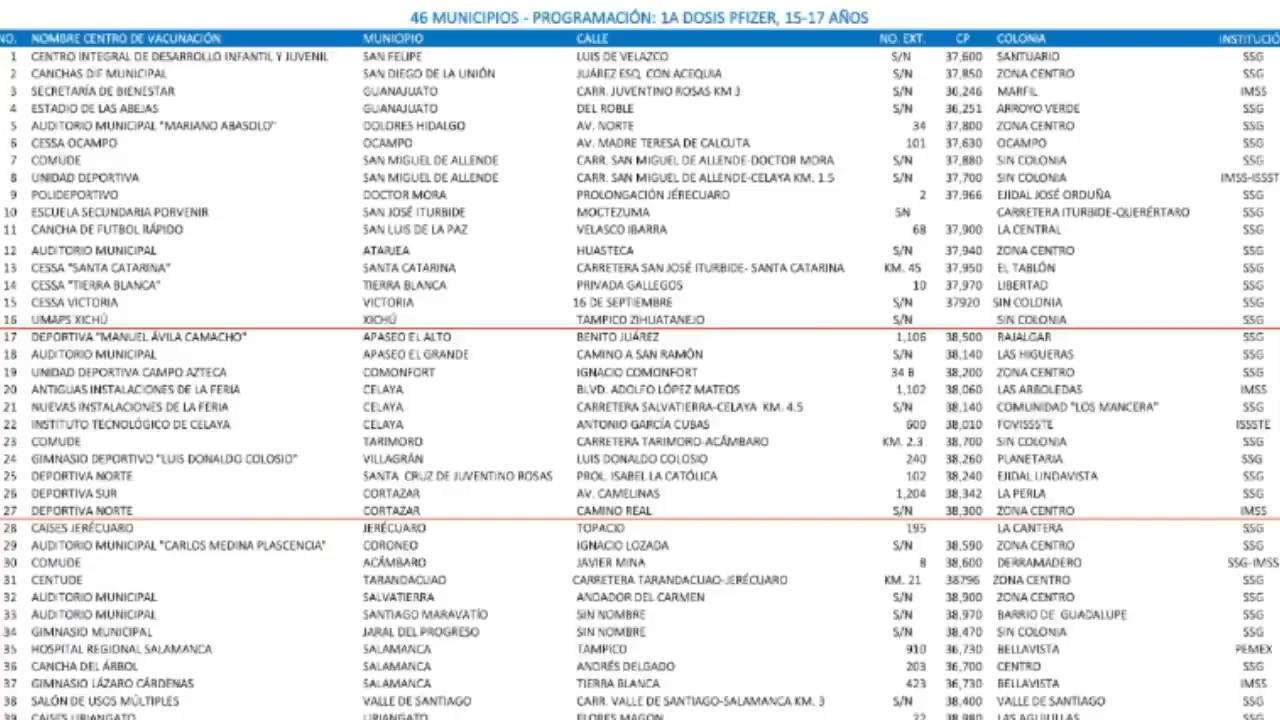 46 MUNICIPIOS - PROGRAMACIÓN: 1A DOSIS PFIZER, 15-17 AÑOS
NO. NOMBRE CENTRO DE VACUNACIÓN MUNICIPIO CALLE NO. EXT. CP COLONIA INSTITUCIÓ
1 CENTRO INTEGRAL DE DESARROLLO INFANTIL Y JUVENIL SAN FELIPE LUIS DE VELAZCO S/N 37,600 SANTUARIO SSG
2 CANCHAS DIF MUNICIPAL SAN DIEGO DE LA UNIÓN JUÁREZ ESQ. CON ACEQUIA S/N 37,850 ZONA CENTRO SSG
3 SECRETARÍA DE BIENESTAR GUANAJUATO CARR. JUVENTINO ROSAS KM 3 S/N 36,246 MARFIL IMSS
4 ESTADIO DE LAS ABEJAS GUANAJUATO DEL ROBLE S/N 36,251 ARROYO VERDE SSG
5 AUDITORIO MUNICIPAL "MARIANO ABASOLO" DOLORES HIDALGO AV. NORTE 34 37,800 ZONA CENTRO SSG
6 CESSA OCAMPO OCAMPO AV. MADRE TERESA DE CALCUTA 101 37,630 OCAMPO SSG
7 COMUDE SAN MIGUEL DE ALLENDE CARR. SAN MIGUEL DE ALLENDE-DOCTOR MORA S/N 37,880 SIN COLONIA SSG
8 UNIDAD DEPORTIVA SAN MIGUEL DE ALLENDE CARR. SAN MIGUEL DE ALLENDE-CELAYA KM. 1.5 S/N 37,700 SIN COLONIA IMSS-ISSST
9 POLIDEPORTIVO DOCTOR MORA PROLONGACIÓN JÉRECUARO 2 37,966 EJIDAL JOSÉ ORDUÑA SSG
10 ESCUELA SECUNDARIA PORVENIR SAN JOSÉ ITURBIDE MOCTEZUMA SN CARRETERA ITURBIDE-QUERÉRTARO SSG
11 CANCHA DE FUTBOL RÁPIDO SAN LUIS DE LA PAZ VELASCO IBARRA 68 37,900 LA CENTRAL SSG
12 AUDITORIO MUNICIPAL ATARJEA HUASTECA S/N 37,940 ZONA CENTRO SSG
13 CESSA "SANTA CATARINA" SANTA CATARINA CARRETERA SAN JOSÉ ITURBIDE- SANTA CATARINA KM. 45 37,950 EL TABLÓN SSG
14 CESSA "TIERRA BLANCA" TIERRA BLANCA PRIVADA GALLEGOS 10 37,970 LIBERTAD SSG
15 CESSA VICTORIA VICTORIA 16 DE SEPTIEMBRE S/N 37920 SIN COLONIA SSG
16 UMAPS XICHÚ XICHÚ TAMPICO ZIHUATANEJO S/N SIN COLONIA SSG
17 DEPORTIVA "MANUEL ÁVILA CAMACHO" APASEO EL ALTO BENITO JUÁREZ 1,106 38,500 RAJALGAR SSG
18 AUDITORIO MUNICIPAL APASEO EL GRANDE CAMINO A SAN RAMÓN S/N 38,140 LAS HIGUERAS SSG
19 UNIDAD DEPORTIVA CAMPO AZTECA COMONFORT IGNACIO COMONFORT 34 B 38,200 ZONA CENTRO SSG
20 ANTIGUAS INSTALACIONES DE LA FERIA CELAYA BLVD. ADOLFO LÓPEZ MATEOS 1,102 38,060 LAS ARBOLEDAS IMSS
21 NUEVAS INSTALACIONES DE LA FERIA CELAYA CARRETERA SALVATIERRA-CELAYA KM. 4.5 S/N 38,140 COMUNIDAD "LOS MANCERA" SSG
22 INSTITUTO TECNOLÓGICO DE CELAYA CELAYA ANTONIO GARCÍA CUBAS 600 38,010 FOVISSSTE ISSSTE
23 COMUDE TARIMORO CARRETERA TARIMORO-ACÁMBARO KM. 2.3 38,700 SIN COLONIA SSG
24 GIMNASIO DEPORTIVO "LUIS DONALDO COLOSIO" VILLAGRÁN LUIS DONALDO COLOSIO 240 38,260 PLANETARIA SSG
25 DEPORTIVA NORTE SANTA CRUZ DE JUVENTINO ROSAS PROL. ISABEL LA CATÓLICA 102 38,240 EJIDAL LINDAVISTA SSG
26 DEPORTIVA SUR CORTAZAR AV. CAMELINAS 1,204 38,342 LA PERLA SSG
27 DEPORTIVA NORTE CORTAZAR CAMINO REAL S/N 38,300 ZONA CENTRO IMSS
28 CAISES JERÉCUARO JERÉCUARO TOPACIO 195 LA CANTERA SSG
29 AUDITORIO MUNICIPAL "CARLOS MEDINA PLASCENCIA" CORONEO IGNACIO LOZADA S/N 38,590 ZONA CENTRO SSG
30 COMUDE ACÁMBARO JAVIER MINA 8 38,600 DERRAMADERO SSG-IMSS
31 CENTUDE TARANDACUAO CARRETERA TARANDACUAO-JERÉCUARO KM. 21 38796 ZONA CENTRO SSG
32 AUDITORIO MUNICIPAL SALVATIERRA ANDADOR DEL CARMEN S/N 38,900 ZONA CENTRO SSG
33 AUDITORIO MUNICIPAL SANTIAGO MARAVATÍO SIN NOMBRE S/N 38,970 BARRIO DE GUADALUPE SSG
34 GIMNASIO MUNICIPAL JARAL DEL PROGRESO SIN NOMBRE S/N 38,470 SIN COLONIA SSG
35 HOSPITAL REGIONAL SALAMANCA SALAMANCA TAMPICO 910 36,730 BELLAVISTA PEMEX
36 CANCHA DEL ÁRBOL SALAMANCA ANDRÉS DELGADO 203 36,700 CENTRO SSG
37 GIMNASIO LÁZARO CÁRDENAS SALAMANCA TIERRA BLANCA 423 36,730 BELLAVISTA IMSS
38 SALÓN DE USOS MÚLTIPLES VALLE DE SANTIAGO CARR. VALLE DE SANTIAGO-SALAMANCA KM. 3 S/N 38,400 VALLE DE SANTIAGO SSG
39 CAISES URIANGATO URIANGATO FLORES MAGON 22 38,980 LAS AGUILILLAS SSG